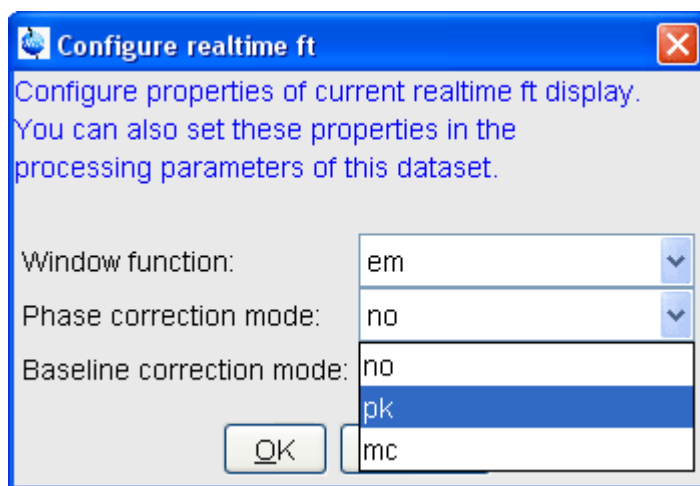 Configure realtime ft
Configure properties of current realtime ft display.
You can also set these properties in the
processing parameters of this dataset.
Window function: em
Phase correction mode: no
Baseline correction mode: no
pk
OK mc